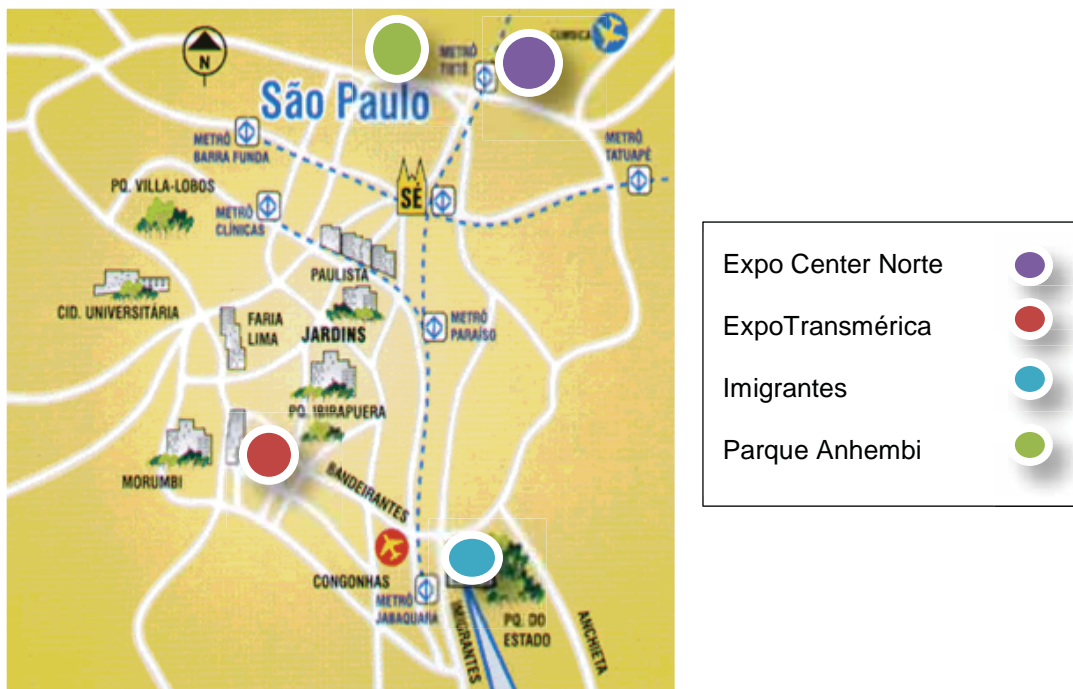 CUMBICA
METRÔ
TIETÊ
N
São Paulo
METRÔ
BARRA FUNDA
METRÔ
TATUAPÉ
PQ. VILLA-LOBOS
SÉ
METRÔ
CLÍNICAS
PAULISTA
CID. UNIVERSITÁRIA
FARIA
LIMA
JARDINS
METRÔ
PARAÍSO
PQ. IBIRAPUERA
MORUMBI
BANDEIRANTES
CONGONHAS
METRÔ
JABAQUARA
IMIGRANTES
PQ. DO
ESTADO
ANCHIETA
Expo Center Norte
ExpoTransmérica
Imigrantes
Parque Anhembi